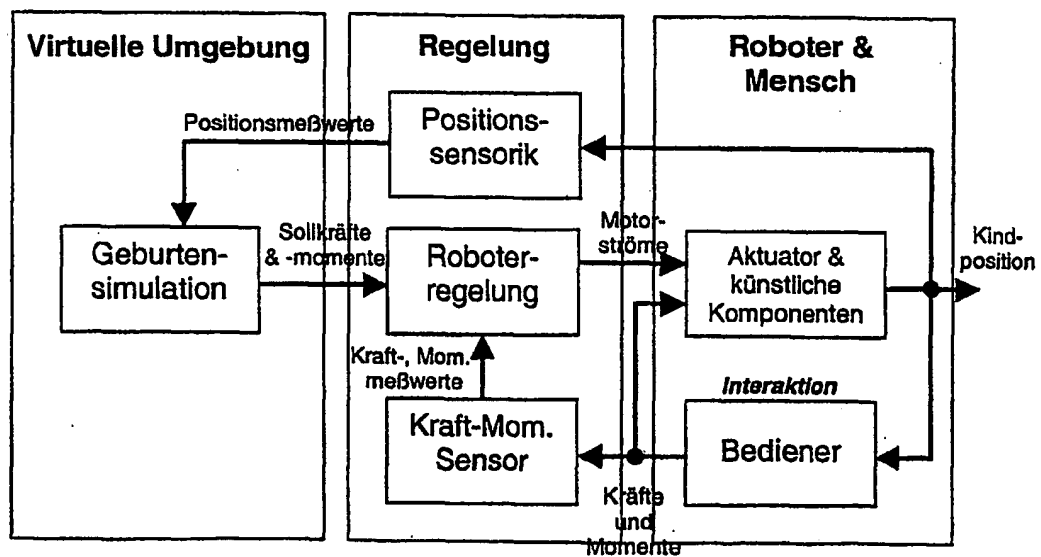 Virtuelle Umgebung
Regelung
Roboter &
Mensch
Positionsmeßwerte
Positions-
sensorik
Geburten-
simulation
Sollkräfte
& -momente
Roboter-
regelung
Motor-
ströme
Aktuator &
künstliche
Komponenten
Kind-
position
Kraft-, Mom.
meßwerte
Kraft-Mom.
Sensor
Interaktion
Bediener
Kräfte
und
Momente